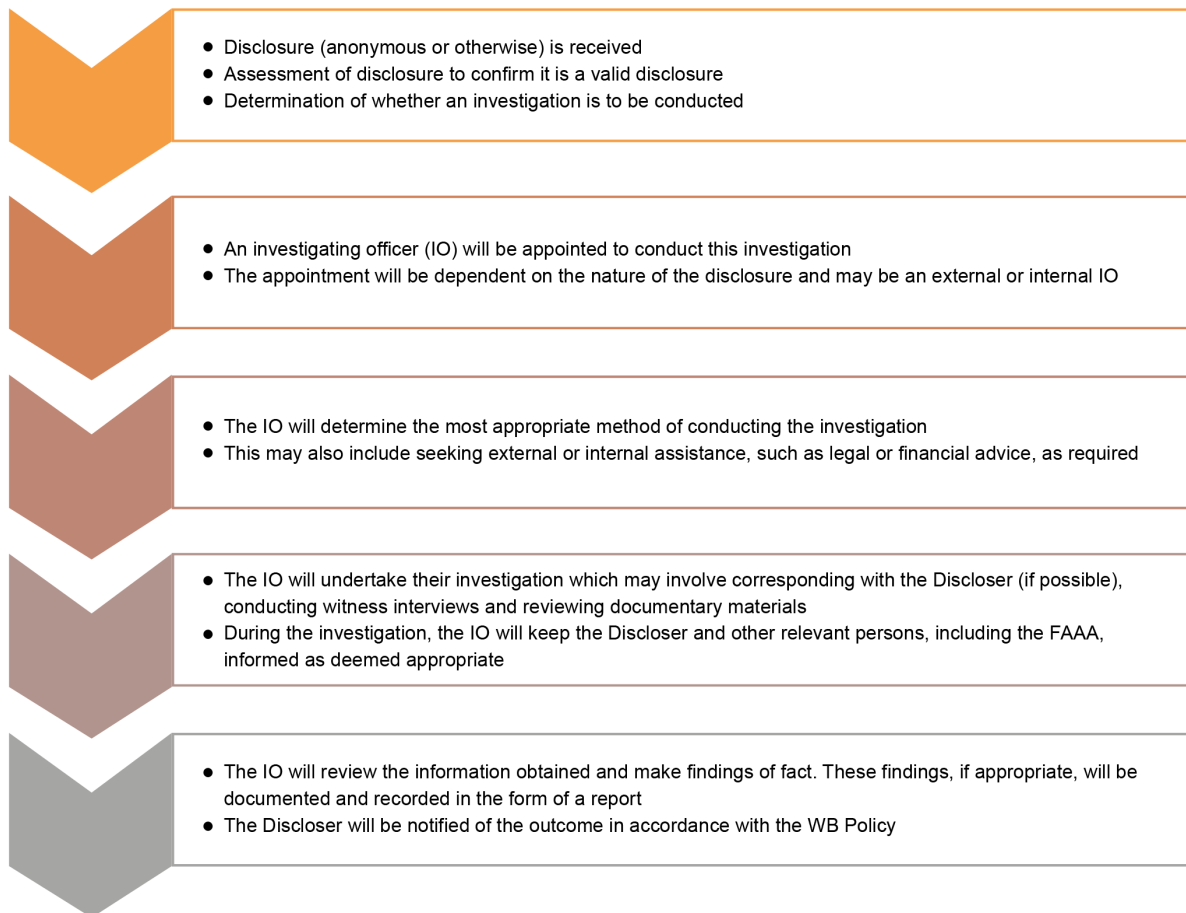 ● Disclosure (anonymous or otherwise) is received
● Assessment of disclosure to confirm it is a valid disclosure
● Determination of whether an investigation is to be conducted
● An investigating officer (IO) will be appointed to conduct this investigation
● The appointment will be dependent on the nature of the disclosure and may be an external or internal IO
● The IO will determine the most appropriate method of conducting the investigation
● This may also include seeking external or internal assistance, such as legal or financial advice, as required
● The IO will undertake their investigation which may involve corresponding with the Discloser (if possible),
conducting witness interviews and reviewing documentary materials
● During the investigation, the IO will keep the Discloser and other relevant persons, including the FAAA,
informed as deemed appropriate
● The IO will review the information obtained and make findings of fact. These findings, if appropriate, will be
documented and recorded in the form of a report
● The Discloser will be notified of the outcome in accordance with the WB Policy